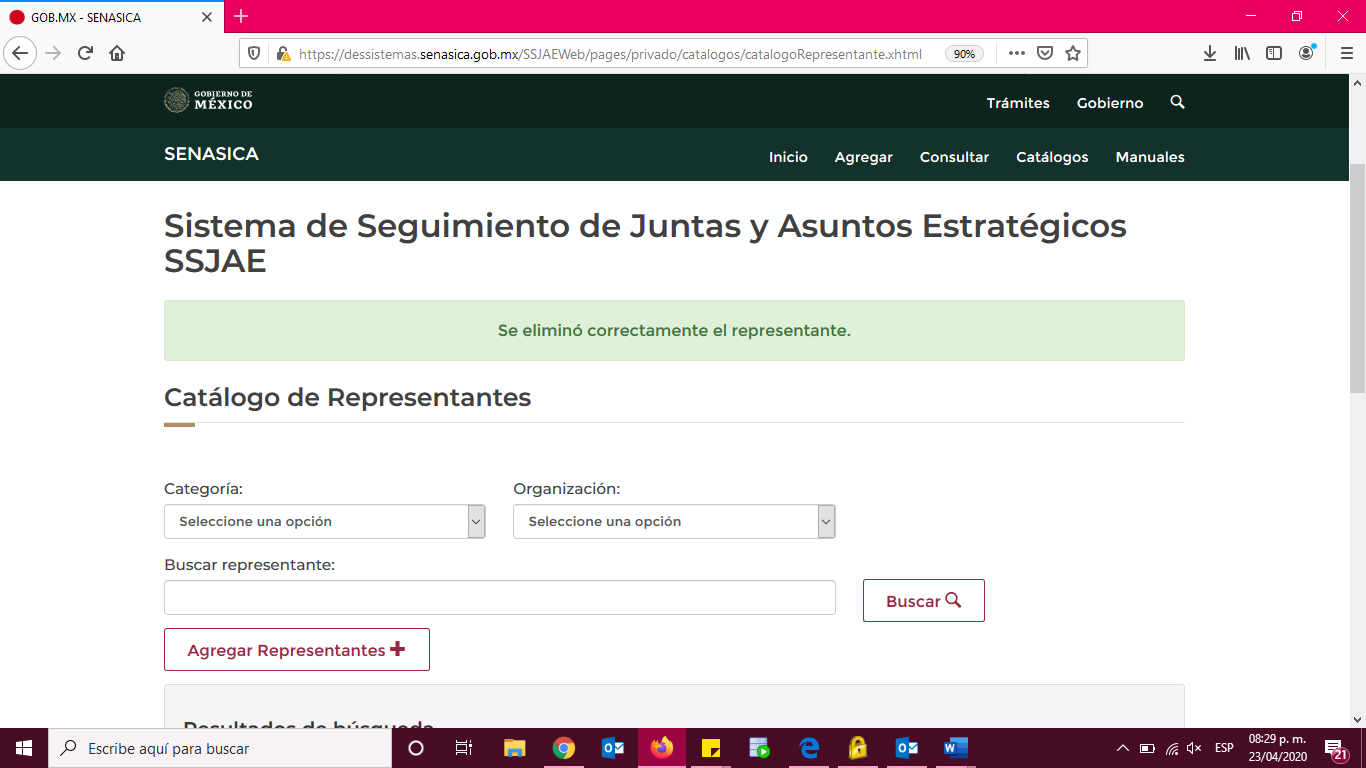 GOB.MX - SENASICA
https://dessistemas.senasica.gob.mx/SSJAEWeb/pages/privado/catalogos/catalogoRepresentante.xhtml
90%
GOBIERNO DE
MÉXICO
Trámites
Gobierno
SENASICA
Inicio
Agregar
Consultar
Catálogos
Manuales
Sistema de Seguimiento de Juntas y Asuntos Estratégicos
SSJAE
Se eliminó correctamente el representante.
Catálogo de Representantes
Categoría:
Organización:
Seleccione una opción
Seleccione una opción
Buscar representante:
Buscar
Agregar Representantes
Resultados de búsqueda
Escribe aquí para buscar
ESP
08:29 p. m.
23/04/2020
21